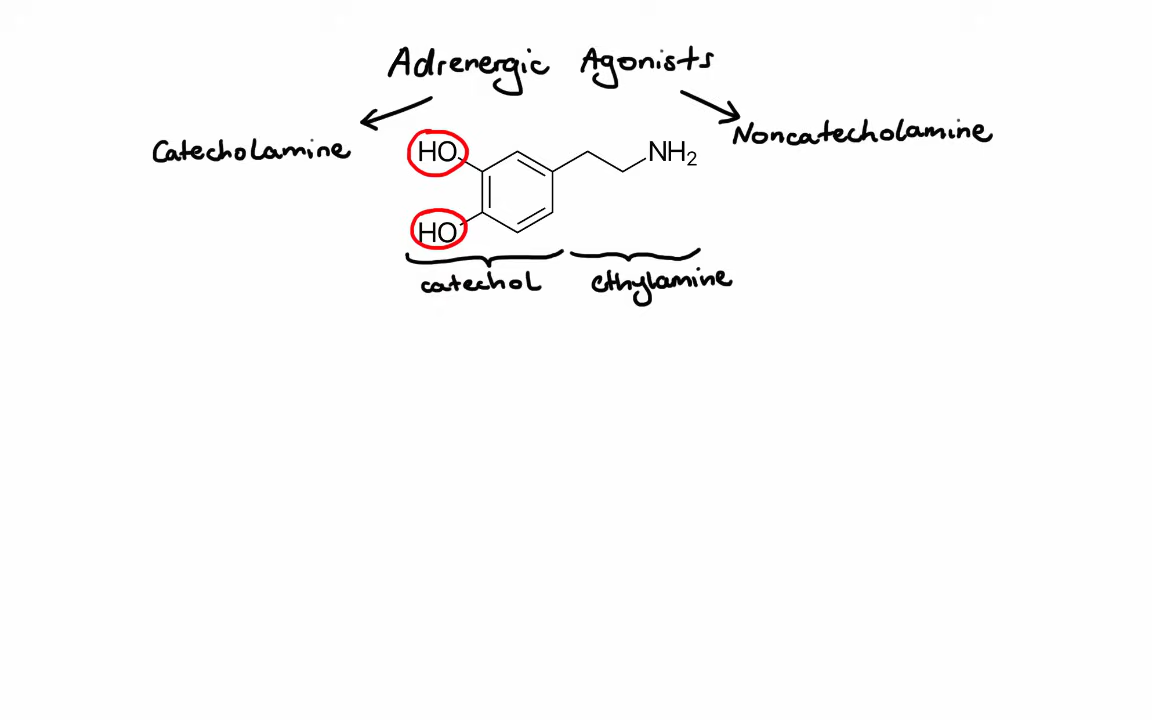 Adrenergic Agonists
Catecholamine
Noncatecholamine
HO
NH2
HO
catechol
ethylamine